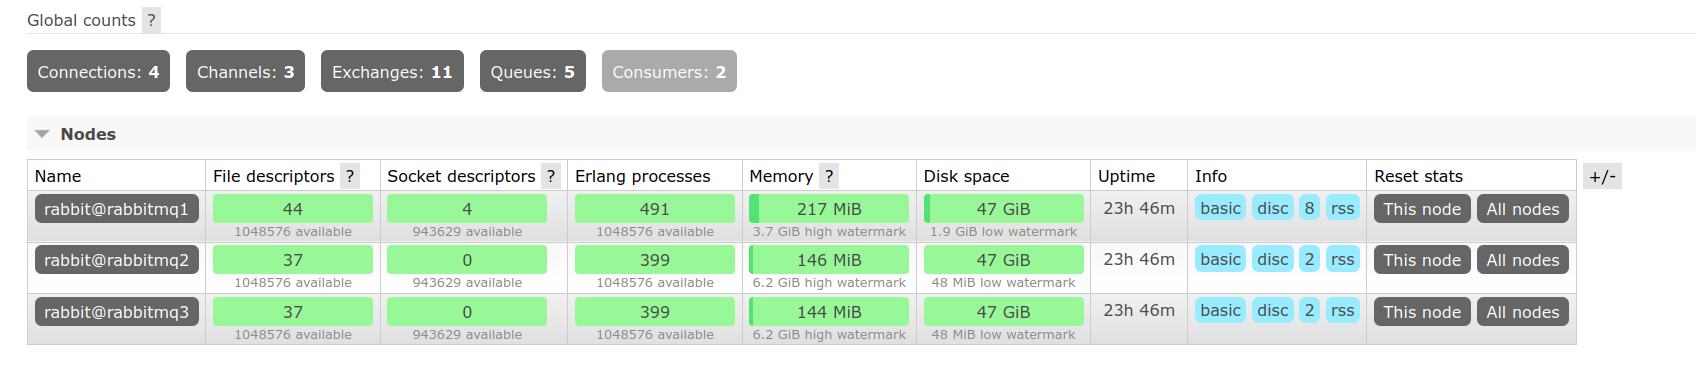 Global counts ?
Connections: 4 Channels: 3 Exchanges: 11 Queues: 5 Consumers: 2
Nodes
Name File descriptors ? Socket descriptors ? Erlang processes Memory ? Disk space Uptime Info Reset stats +/-
rabbit@rabbitmq1 44 4 491 217 MiB 47 GiB 23h 46m basic disc 8 rss This node All nodes
1048576 available 943629 available 1048576 available 3.7 GiB high watermark 1.9 GiB low watermark
rabbit@rabbitmq2 37 0 399 146 MiB 47 GiB 23h 46m basic disc 2 rss This node All nodes
1048576 available 943629 available 1048576 available 6.2 GiB high watermark 48 MiB low watermark
rabbit@rabbitmq3 37 0 399 144 MiB 47 GiB 23h 46m basic disc 2 rss This node All nodes
1048576 available 943629 available 1048576 available 6.2 GiB high watermark 48 MiB low watermark